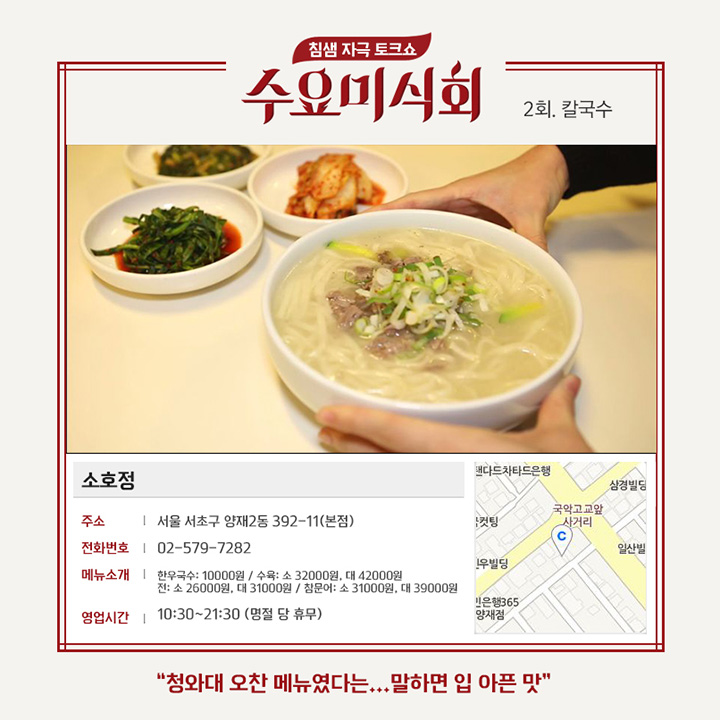 침샘 자극 토크쇼
수요미식회
2회. 칼국수
소호정
주소 | 서울 서초구 양재2동 392-11(본점)
전화번호 | 02-579-7282
메뉴소개 | 한우국수: 10000원 / 수육: 소 32000원, 대 42000원
전: 소 26000원, 대 31000원 / 참문어: 소 31000원, 대 39000원
영업시간 | 10:30~21:30 (명절 당 휴무)
탠다드차타드은행
삼경빌딩
국악고교앞
사거리
C
일산빌
국컷팅
민우빌딩
민은행365
양재점
“청와대 오찬 메뉴였다는...말하면 입 아픈 맛"